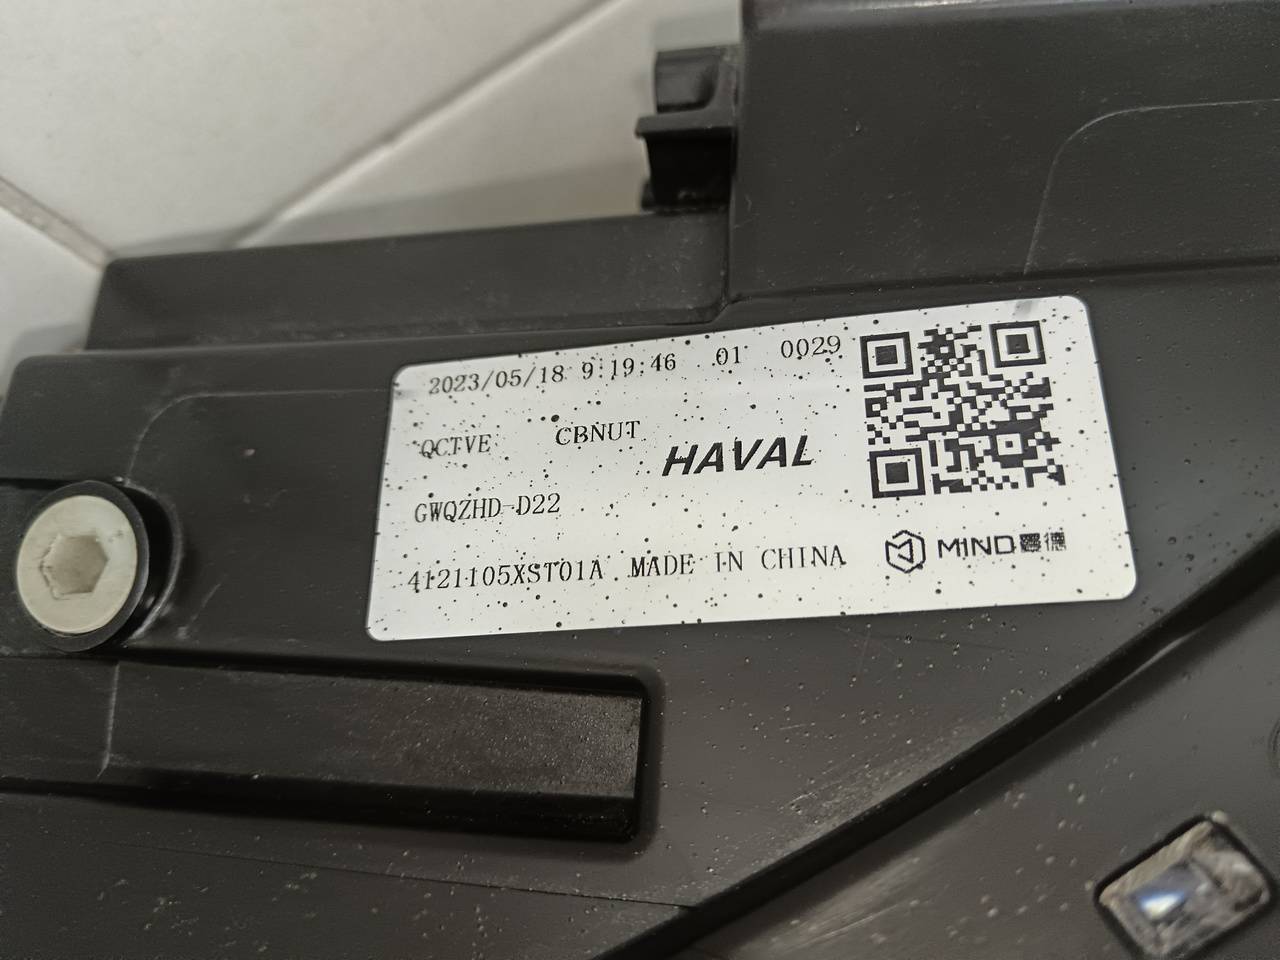 2023/05/18 9:19:46 01 0029
QCTVE CBNUT
HAVAL
GWQZHD-D22
4121105XST01A MADE IN CHINA
MIND曼德